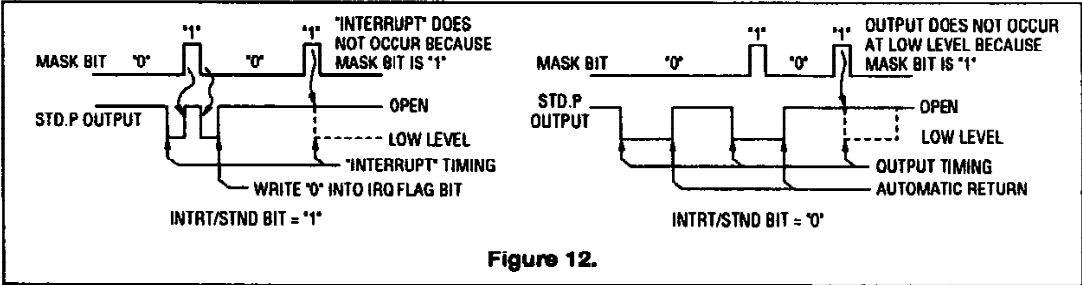 "1" "1" "INTERRUPT" DOES
NOT OCCUR BECAUSE
MASK BIT IS "1"
MASK BIT "0" "0"
STD.P OUTPUT
OPEN
LOW LEVEL
"INTERRUPT" TIMING
WRITE "0" INTO IRQ FLAG BIT
INTRT/STND BIT = "1"
"1" "1" OUTPUT DOES NOT OCCUR
AT LOW LEVEL BECAUSE
MASK BIT IS "1"
MASK BIT "0" "0"
STD.P
OUTPUT
OPEN
LOW LEVEL
OUTPUT TIMING
AUTOMATIC RETURN
INTRT/STND BIT = "0"
Figure 12.